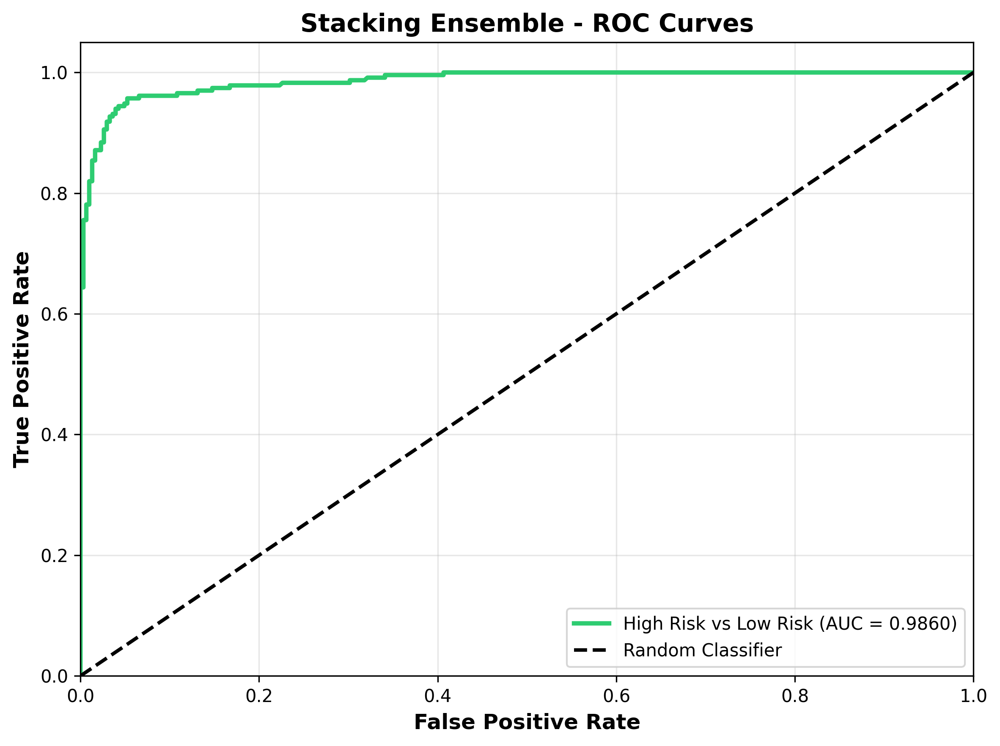 Stacking Ensemble - ROC Curves
True Positive Rate
1.0
0.8
0.6
0.4
0.2
0.0
0.0 0.2 0.4 0.6 0.8 1.0
False Positive Rate
High Risk vs Low Risk (AUC = 0.9860)
Random Classifier